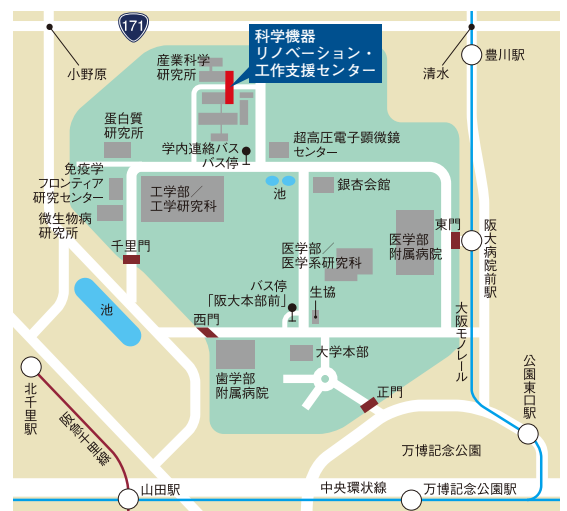 171
科学機器
リノベーション・
工作支援センター
小野原
産業科学
研究所
清水
豊川駅
蛋白質
研究所
学内連絡バス
バス停
超高圧電子顕微鏡
センター
免疫学
フロンティア
研究センター
微生物病
研究所
工学部／
工学研究科
池
銀杏会館
千里門
医学部／
医学系研究科
医学部
附属病院
東門
阪大病院前駅
バス停
「阪大本部前」
生協
池
西門
大阪モノレール
歯学部
附属病院
大学本部
正門
公園東口駅
北千里駅
阪急千里線
万博記念公園
山田駅
中央環状線
万博記念公園駅